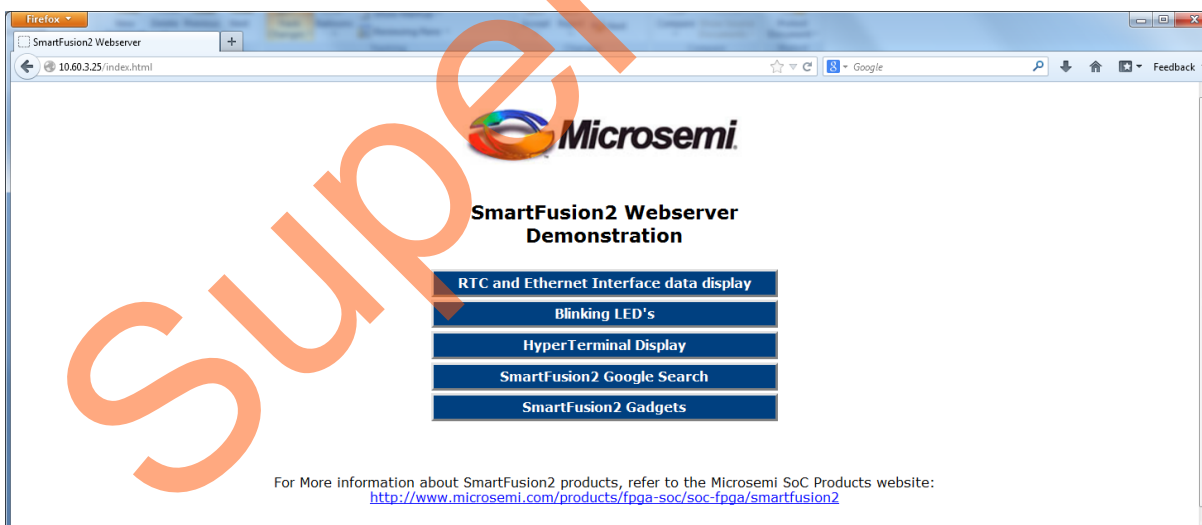 Firefox
SmartFusion2 Webserver
+
10.60.3.25/index.html
8 Google
Feedback
Microsemi.
SmartFusion2 Webserver
Demonstration
RTC and Ethernet Interface data display
Blinking LED's
HyperTerminal Display
SmartFusion2 Google Search
SmartFusion2 Gadgets
For More information about SmartFusion2 products, refer to the Microsemi SoC Products website:
http://www.microsemi.com/products/fpga-soc/soc-fpga/smartfusion2
Super